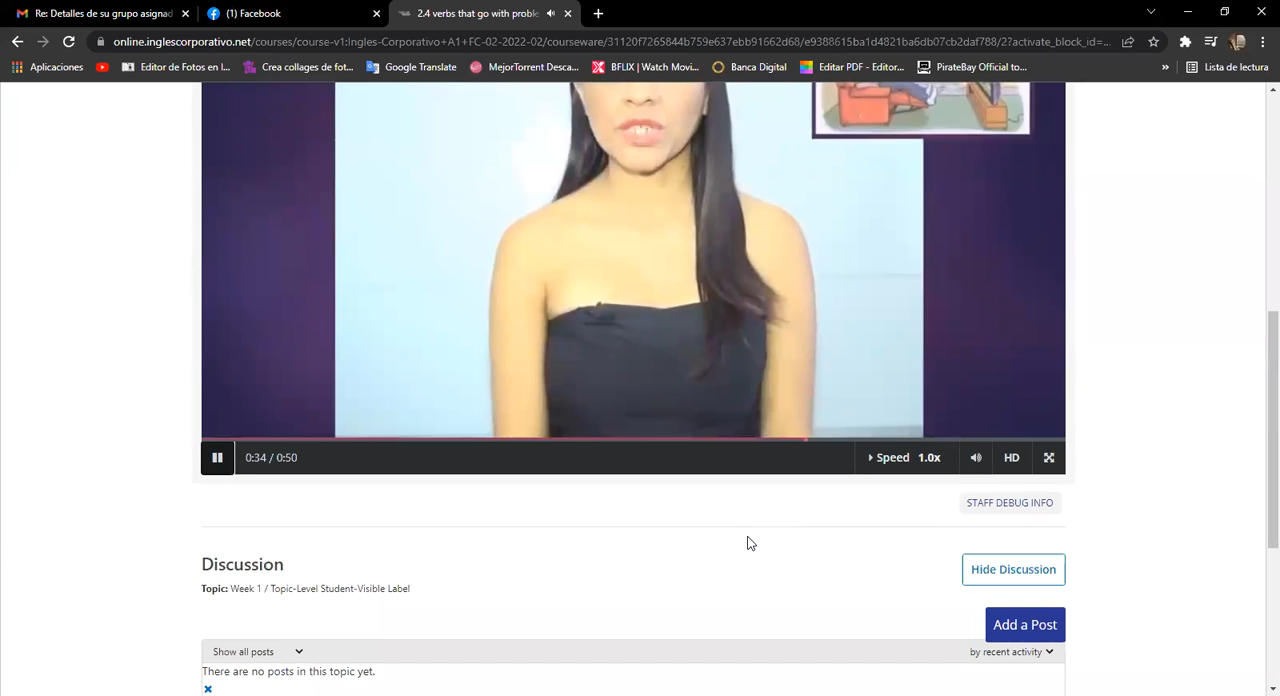 Re: Detalles de su grupo asignad
(1) Facebook
2.4 verbs that go with probl
online.inglescorporativo.net/courses/course-v1:Ingles-Corporativo+A1+FC-02-2022-02/courseware/31120f7265844b759e637ebb91662d68/e9388615ba1d4821ba6db07cb2daf788/2?activate_block_id=...
Aplicaciones
Editor de Fotos en l...
Crea collages de fot...
Google Translate
MejorTorrent Desca...
BFLIX | Watch Movi...
Banca Digital
Editar PDF - Editor...
PirateBay Official to...
»
Lista de lectura
0:34 / 0:50
Speed 1.0x
HD
STAFF DEBUG INFO
Discussion
Hide Discussion
Topic: Week 1 / Topic-Level Student-Visible Label
Add a Post
Show all posts
by recent activity
There are no posts in this topic yet.